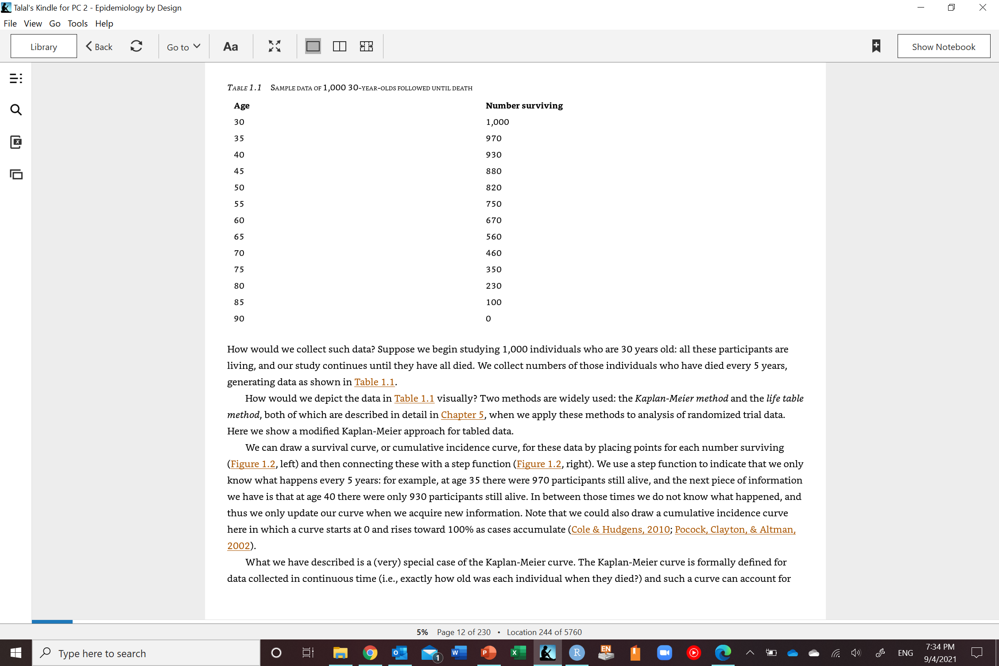 Talal's Kindle for PC 2 - Epidemiology by Design
File View Go Tools Help
Library Back Go to Aa Show Notebook
TABLE 1.1 SAMPLE DATA OF 1,000 30-YEAR-OLDS FOLLOWED UNTIL DEATH
Age Number surviving
30 1,000
35 970
40 930
45 880
50 820
55 750
60 670
65 560
70 460
75 350
80 230
85 100
90 0
How would we collect such data? Suppose we begin studying 1,000 individuals who are 30 years old: all these participants are
living, and our study continues until they have all died. We collect numbers of those individuals who have died every 5 years,
generating data as shown in Table 1.1.
How would we depict the data in Table 1.1 visually? Two methods are widely used: the Kaplan-Meier method and the life table
method, both of which are described in detail in Chapter 5, when we apply these methods to analysis of randomized trial data.
Here we show a modified Kaplan-Meier approach for tabled data.
We can draw a survival curve, or cumulative incidence curve, for these data by placing points for each number surviving
(Figure 1.2, left) and then connecting these with a step function (Figure 1.2, right). We use a step function to indicate that we only
know what happens every 5 years: for example, at age 35 there were 970 participants still alive, and the next piece of information
we have is that at age 40 there were only 930 participants still alive. In between those times we do not know what happened, and
thus we only update our curve when we acquire new information. Note that we could also draw a cumulative incidence curve
here in which a curve starts at 0 and rises toward 100% as cases accumulate (Cole & Hudgens, 2010; Pocock, Clayton, & Altman,
2002).
What we have described is a (very) special case of the Kaplan-Meier curve. The Kaplan-Meier curve is formally defined for
data collected in continuous time (i.e., exactly how old was each individual when they died?) and such a curve can account for
5% Page 12 of 230 • Location 244 of 5760
Type here to search 1 EN ENG 7:34 PM
9/4/2021